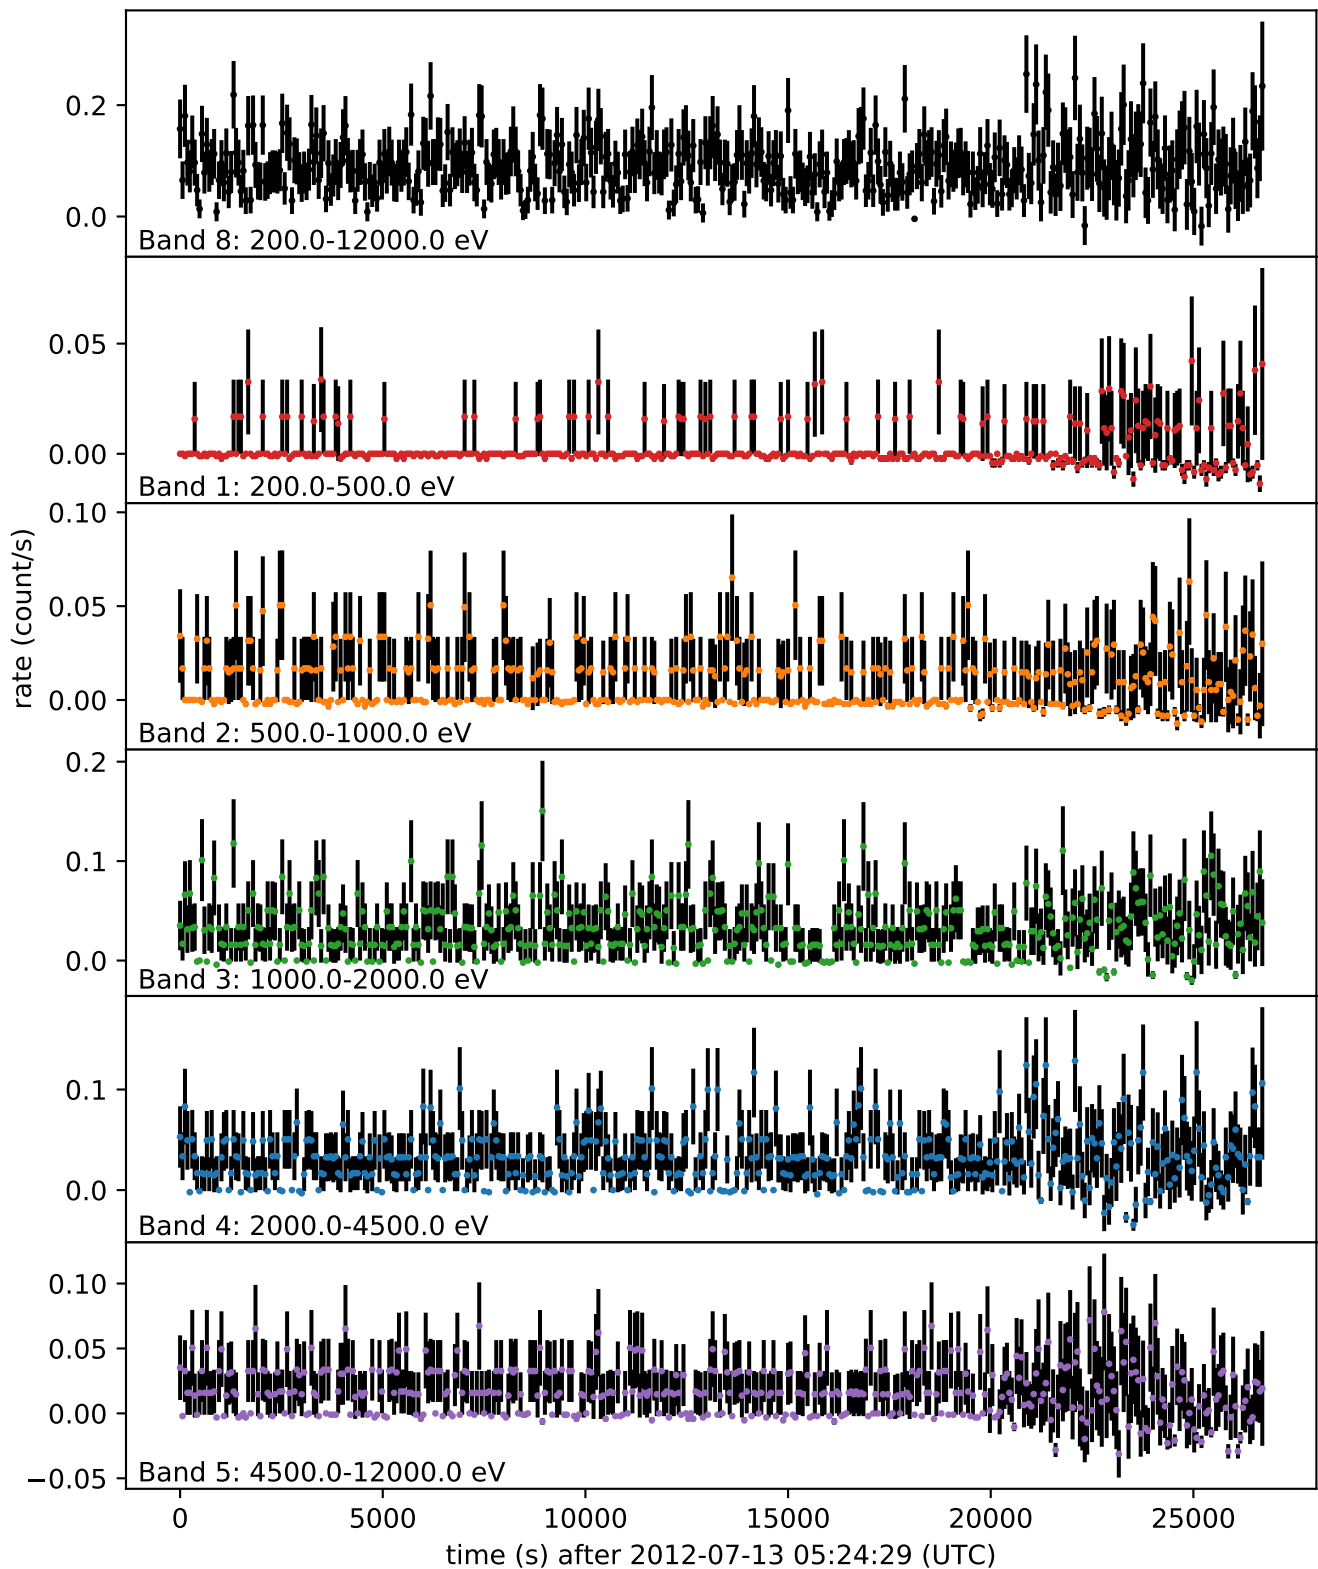 0.2
0.0
Band 8: 200.0-12000.0 eV
0.05
0.00
Band 1: 200.0-500.0 eV
0.10
0.05
0.00
Band 2: 500.0-1000.0 eV
rate (count/s)
0.2
0.1
0.0
Band 3: 1000.0-2000.0 eV
0.1
0.0
Band 4: 2000.0-4500.0 eV
0.10
0.05
0.00
−0.05
Band 5: 4500.0-12000.0 eV
0 5000 10000 15000 20000 25000
time (s) after 2012-07-13 05:24:29 (UTC)